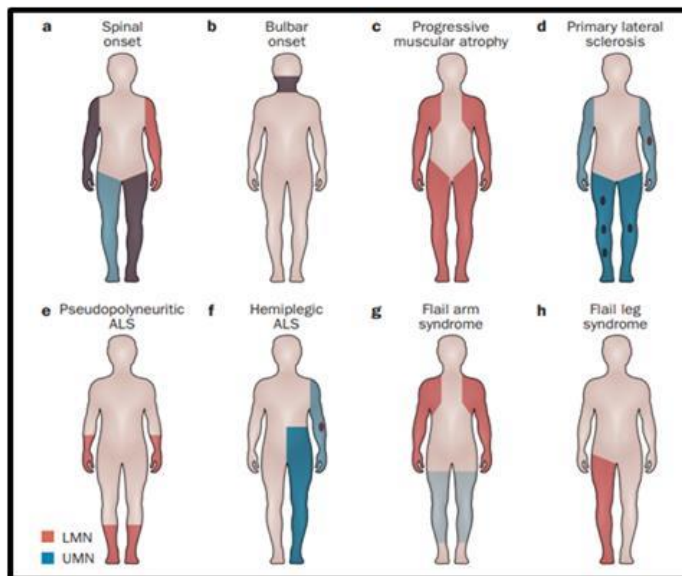 a Spinal onset
b Bulbar onset
c Progressive muscular atrophy
d Primary lateral sclerosis
e Pseudopolyneuritic ALS
f Hemiplegic ALS
g Flail arm syndrome
h Flail leg syndrome
LMN
UMN